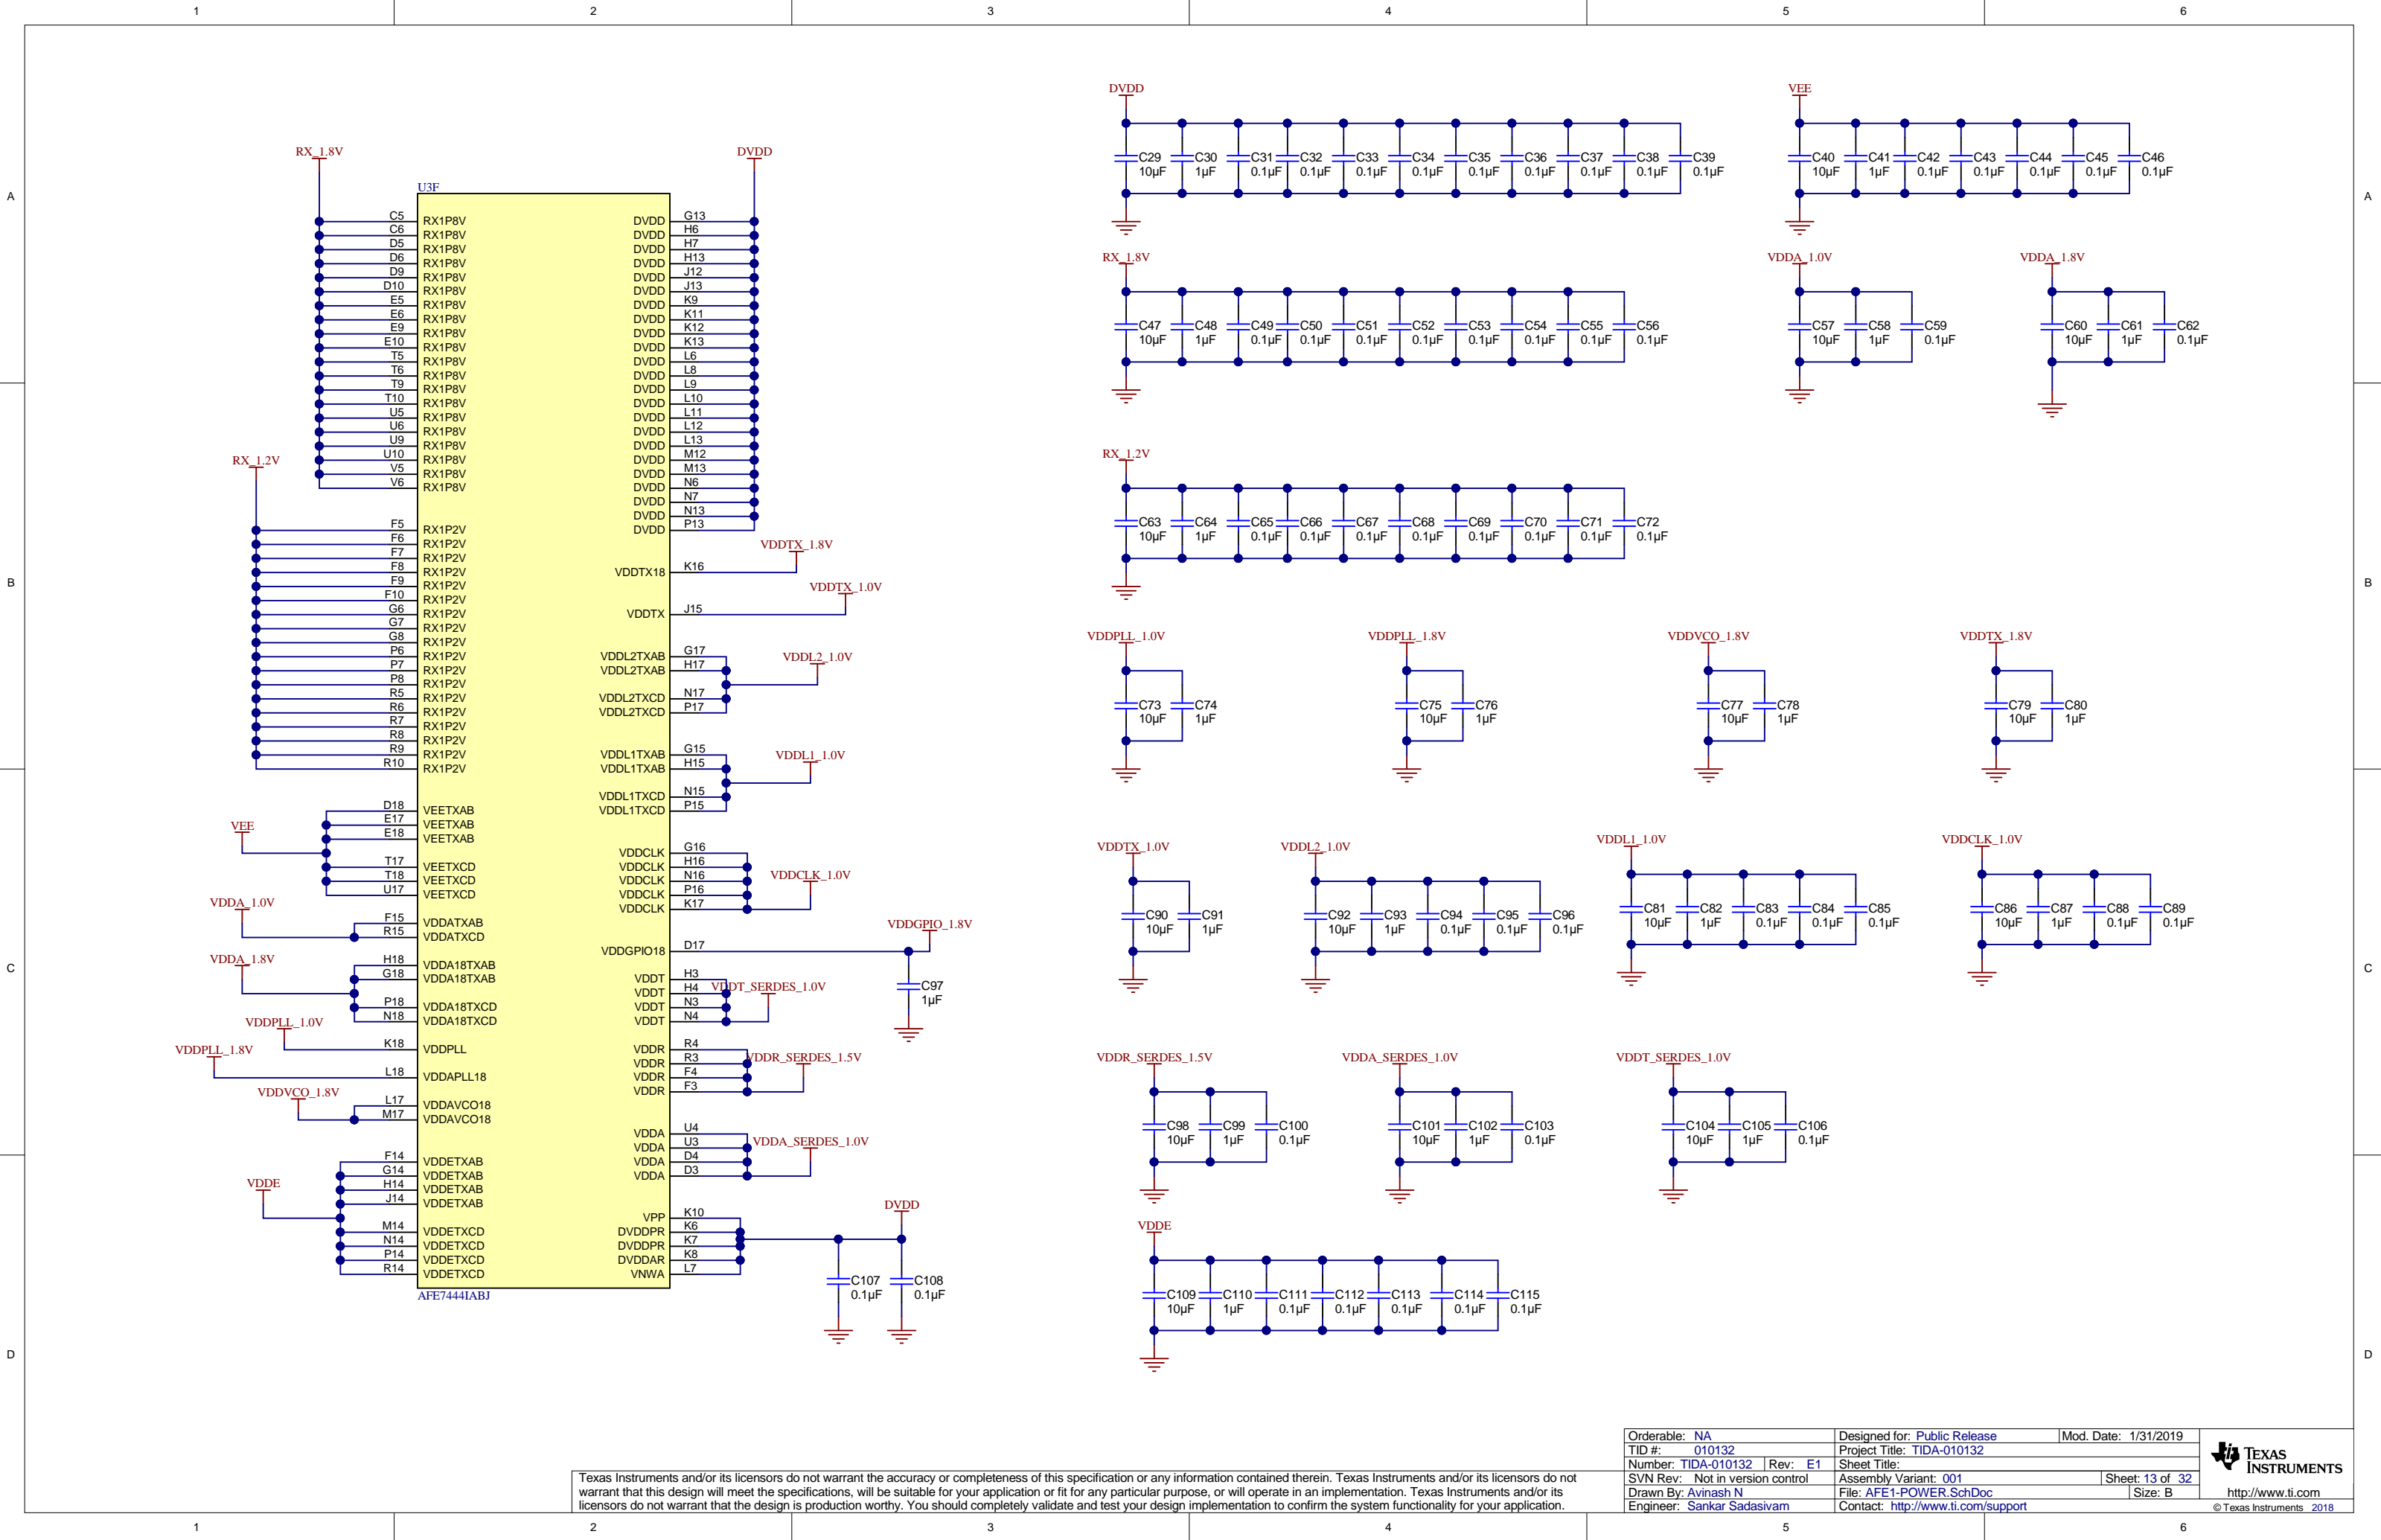 1 2 3 4 5 6
A A
B B
C C
D D
RX_1.8V
DVDD
U3F
C5 RX1P8V DVDD G13
C6 RX1P8V DVDD H6
D5 RX1P8V DVDD H7
D6 RX1P8V DVDD H13
D9 RX1P8V DVDD J12
D10 RX1P8V DVDD J13
E5 RX1P8V DVDD K9
E6 RX1P8V DVDD K11
E9 RX1P8V DVDD K12
E10 RX1P8V DVDD K13
T5 RX1P8V DVDD L6
T6 RX1P8V DVDD L8
T9 RX1P8V DVDD L9
T10 RX1P8V DVDD L10
U5 RX1P8V DVDD L11
U6 RX1P8V DVDD L12
U9 RX1P8V DVDD L13
U10 RX1P8V DVDD M12
V5 RX1P8V DVDD M13
V6 RX1P8V DVDD N6
DVDD N7
DVDD N13
DVDD P13
RX_1.2V
F5 RX1P2V
F6 RX1P2V
F7 RX1P2V
F8 RX1P2V
F9 RX1P2V
F10 RX1P2V
G6 RX1P2V
G7 RX1P2V
G8 RX1P2V
P6 RX1P2V
P7 RX1P2V
P8 RX1P2V
R5 RX1P2V
R6 RX1P2V
R7 RX1P2V
R8 RX1P2V
R9 RX1P2V
R10 RX1P2V
VEE
D18 VEETXAB
E17 VEETXAB
E18 VEETXAB
T17 VEETXCD
T18 VEETXCD
U17 VEETXCD
VDDA_1.0V
F15 VDDATXAB
R15 VDDATXCD
VDDA_1.8V
H18 VDDA18TXAB
G18 VDDA18TXAB
P18 VDDA18TXCD
N18 VDDA18TXCD
VDDPLL_1.0V
K18 VDDPLL
VDDPLL_1.8V
L18 VDDAPLL18
VDDVCO_1.8V
L17 VDDAVCO18
M17 VDDAVCO18
VDDE
F14 VDDETXAB
G14 VDDETXAB
H14 VDDETXAB
J14 VDDETXAB
M14 VDDETXCD
N14 VDDETXCD
P14 VDDETXCD
R14 VDDETXCD
AFE7444IABJ
VDDTX_1.8V
VDDTX18 K16
VDDTX_1.0V
VDDTX J15
VDDL2TXAB G17
VDDL2TXAB H17
VDDL2_1.0V
VDDL2TXCD N17
VDDL2TXCD P17
VDDL1TXAB G15
VDDL1TXAB H15
VDDL1_1.0V
VDDL1TXCD N15
VDDL1TXCD P15
VDDCLK G16
VDDCLK H16
VDDCLK N16
VDDCLK P16
VDDCLK K17
VDDCLK_1.0V
VDDGPIO_1.8V
VDDGPIO18 D17
C97
1µF
VDDT H3
VDDT H4
VDDT N3
VDDT N4
VDDT_SERDES_1.0V
VDDR R4
VDDR R3
VDDR F4
VDDR F3
VDDR_SERDES_1.5V
VDDA U4
VDDA U3
VDDA D4
VDDA D3
VDDA_SERDES_1.0V
VPP K10
DVDDPR K6
DVDDPR K7
DVDDAR K8
VNWA L7
DVDD
C107 C108
0.1µF 0.1µF
DVDD
C29 C30 C31 C32 C33 C34 C35 C36 C37 C38 C39
10µF 1µF 0.1µF 0.1µF 0.1µF 0.1µF 0.1µF 0.1µF 0.1µF 0.1µF 0.1µF
VEE
C40 C41 C42 C43 C44 C45 C46
10µF 1µF 0.1µF 0.1µF 0.1µF 0.1µF 0.1µF
RX_1.8V
C47 C48 C49 C50 C51 C52 C53 C54 C55 C56
10µF 1µF 0.1µF 0.1µF 0.1µF 0.1µF 0.1µF 0.1µF 0.1µF 0.1µF
VDDA_1.0V
C57 C58 C59
10µF 1µF 0.1µF
VDDA_1.8V
C60 C61 C62
10µF 1µF 0.1µF
RX_1.2V
C63 C64 C65 C66 C67 C68 C69 C70 C71 C72
10µF 1µF 0.1µF 0.1µF 0.1µF 0.1µF 0.1µF 0.1µF 0.1µF 0.1µF
VDDPLL_1.0V
C73 C74
10µF 1µF
VDDPLL_1.8V
C75 C76
10µF 1µF
VDDVCO_1.8V
C77 C78
10µF 1µF
VDDTX_1.8V
C79 C80
10µF 1µF
VDDTX_1.0V
C90 C91
10µF 1µF
VDDL2_1.0V
C92 C93 C94 C95 C96
10µF 1µF 0.1µF 0.1µF 0.1µF
VDDL1_1.0V
C81 C82 C83 C84 C85
10µF 1µF 0.1µF 0.1µF 0.1µF
VDDCLK_1.0V
C86 C87 C88 C89
10µF 1µF 0.1µF 0.1µF
VDDR_SERDES_1.5V
C98 C99 C100
10µF 1µF 0.1µF
VDDA_SERDES_1.0V
C101 C102 C103
10µF 1µF 0.1µF
VDDT_SERDES_1.0V
C104 C105 C106
10µF 1µF 0.1µF
VDDE
C109 C110 C111 C112 C113 C114 C115
10µF 1µF 0.1µF 0.1µF 0.1µF 0.1µF 0.1µF
Texas Instruments and/or its licensors do not warrant the accuracy or completeness of this specification or any information contained therein. Texas Instruments and/or its licensors do not
warrant that this design will meet the specifications, will be suitable for your application or fit for any particular purpose, or will operate in an implementation. Texas Instruments and/or its
licensors do not warrant that the design is production worthy. You should completely validate and test your design implementation to confirm the system functionality for your application.
Orderable: NA Designed for: Public Release Mod. Date: 1/31/2019
TID #: 010132 Project Title: TIDA-010132
Number: TIDA-010132 Rev: E1 Sheet Title:
SVN Rev: Not in version control Assembly Variant: 001 Sheet: 13 of 32
Drawn By: Avinash N File: AFE1-POWER.SchDoc Size: B
Engineer: Sankar Sadasivam Contact: http://www.ti.com/support
TEXAS
INSTRUMENTS
http://www.ti.com
© Texas Instruments 2018
1 2 3 4 5 6